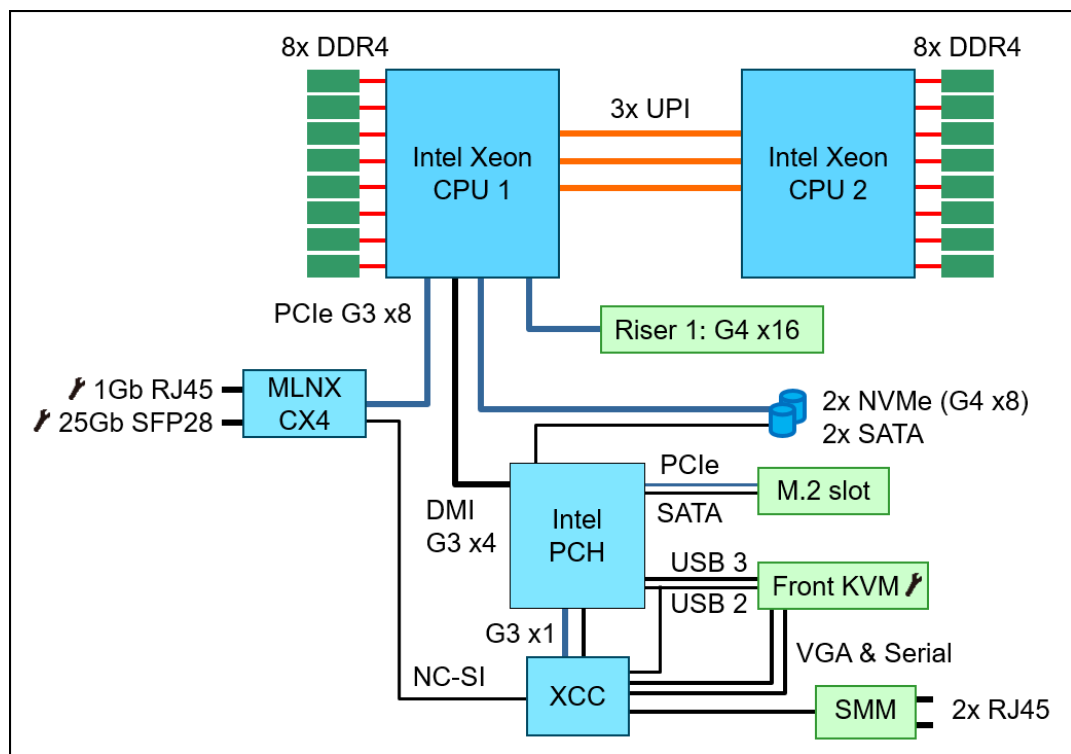 8x DDR4
8x DDR4
3x UPI
Intel Xeon
CPU 1
Intel Xeon
CPU 2
PCIe G3 x8
Riser 1: G4 x16
1Gb RJ45
25Gb SFP28
MLNX
CX4
2x NVMe (G4 x8)
2x SATA
PCIe
SATA
M.2 slot
DMI
G3 x4
Intel
PCH
USB 3
USB 2
Front KVM
G3 x1
NC-SI
XCC
VGA & Serial
SMM
2x RJ45